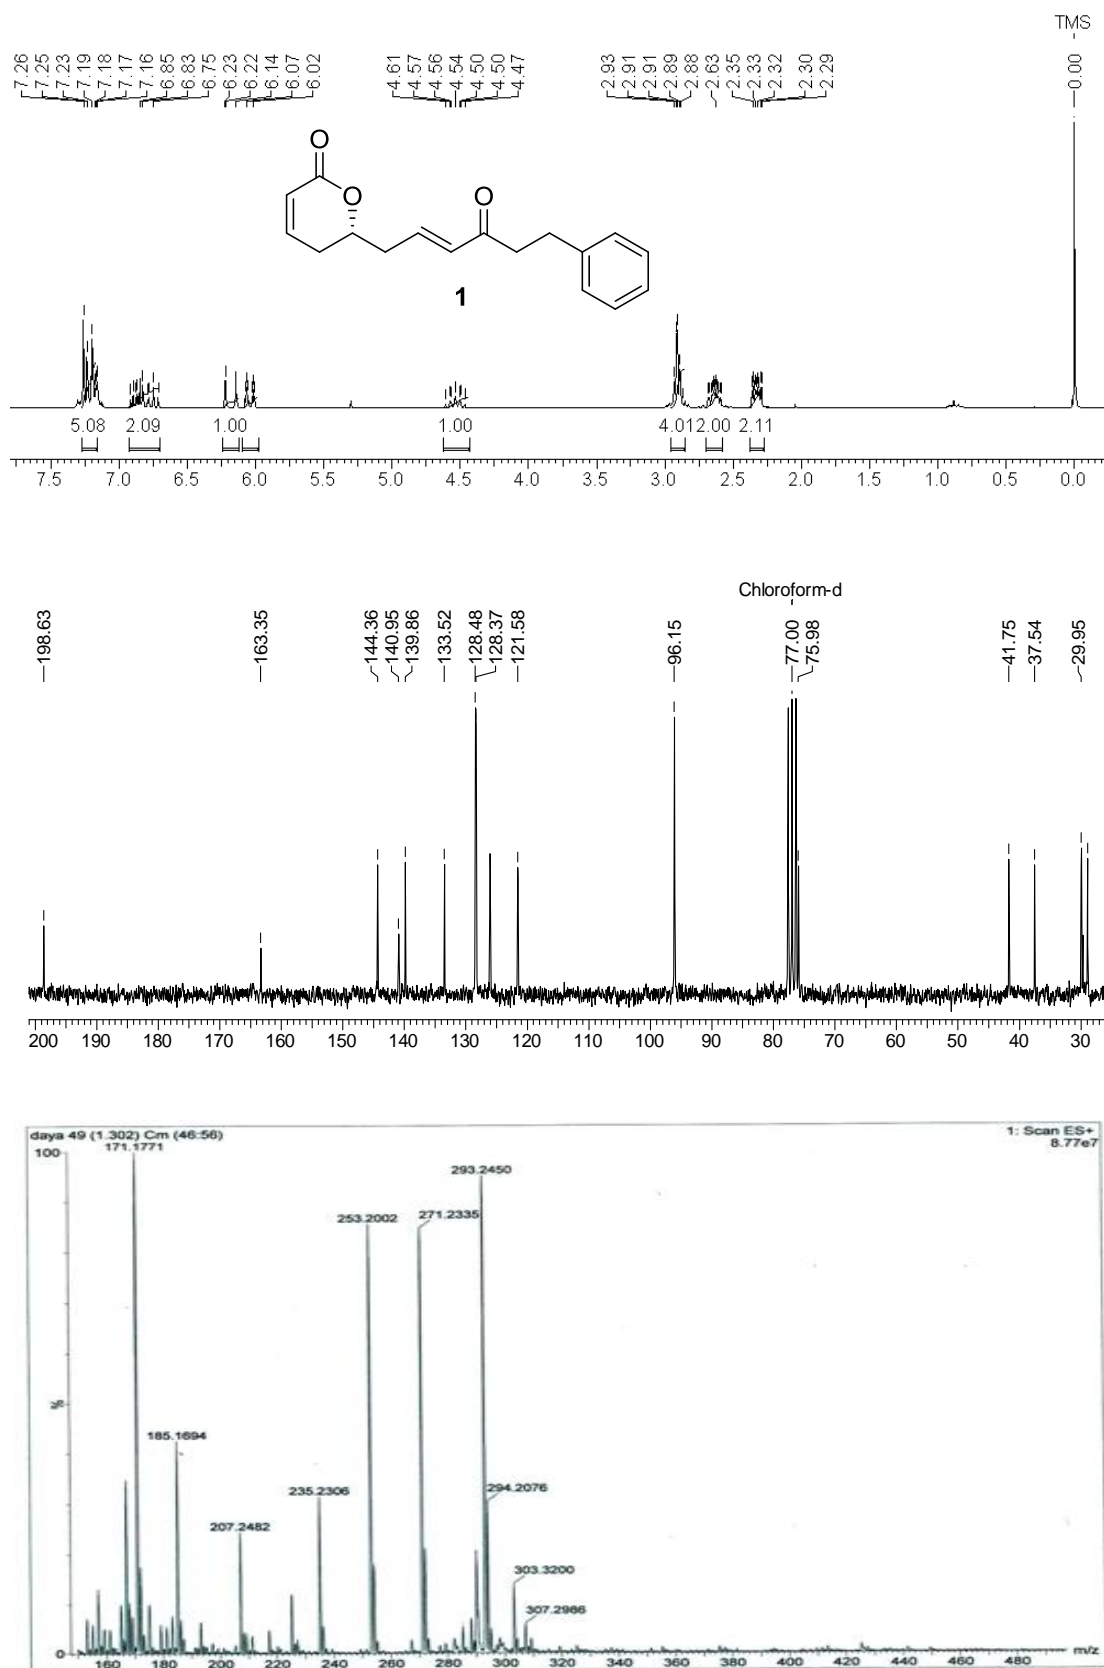 TMS
7.26 7.25 7.23 7.19 7.18 7.17 7.16 6.85 6.83 6.75 6.23 6.22 6.14 6.07 6.02 4.61 4.57 4.56 4.54 4.50 4.50 4.47 2.93 2.91 2.91 2.89 2.88 2.63 2.35 2.33 2.32 2.30 2.29 0.00
O
O
O
1
5.08 2.09 1.00 1.00 4.01 2.00 2.11
7.5 7.0 6.5 6.0 5.5 5.0 4.5 4.0 3.5 3.0 2.5 2.0 1.5 1.0 0.5 0.0
Chloroform-d
198.63 163.35 144.36 140.95 139.86 133.52 128.48 128.37 121.58 96.15 77.00 75.98 41.75 37.54 29.95
200 190 180 170 160 150 140 130 120 110 100 90 80 70 60 50 40 30
daya 49 (1.302) Cm (46:56)
1: Scan ES+
8.77e7
100
171.1771
293.2450
253.2002
271.2335
%
185.1694
294.2076
235.2306
207.2482
303.3200
307.2986
0
160 180 200 220 240 260 280 300 320 340 360 380 400 420 440 460 480 m/z